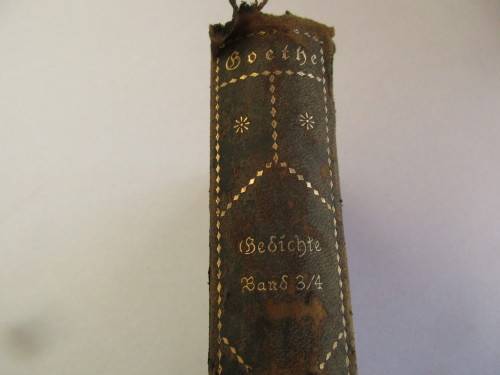 Goethe
Gedichte
Band 3/4